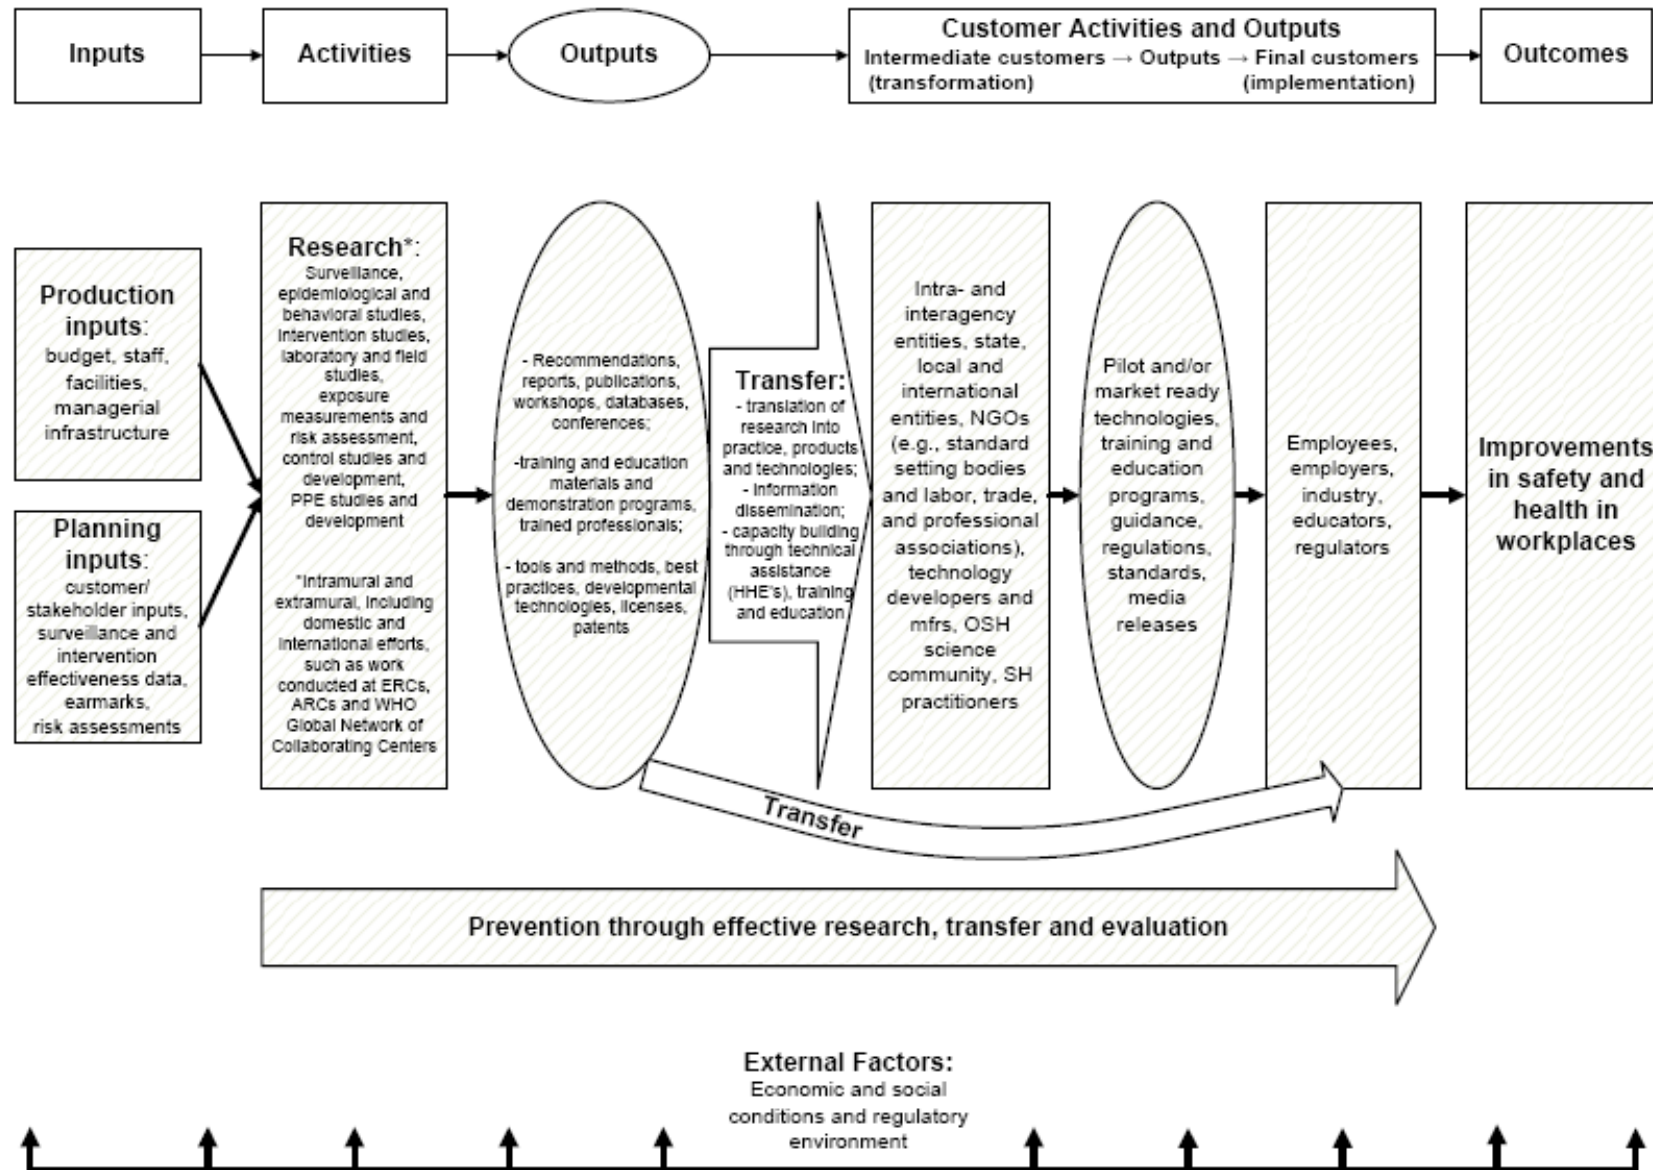 Inputs
Activities
Outputs
Customer Activities and Outputs
Intermediate customers → Outputs → Final customers
(transformation) (implementation)
Outcomes
Production
inputs:
budget, staff,
facilities,
managerial
infrastructure
Planning
inputs:
customer/
stakeholder inputs,
surveillance and
intervention
effectiveness data,
earmarks,
risk assessments
Research*:
Surveillance,
epidemiological and
behavioral studies,
intervention studies,
laboratory and field
studies,
exposure
measurements and
risk assessment,
control studies and
development,
PPE studies and
development
*Intramural and
extramural, including
domestic and
international efforts,
such as work
conducted at ERCs,
ARCs and WHO
Global Network of
Collaborating Centers
- Recommendations,
reports, publications,
workshops, databases,
conferences;
-training and education
materials and
demonstration programs,
trained professionals;
- tools and methods, best
practices, developmental
technologies, licenses,
patents
Transfer:
- translation of
research into
practice, products
and technologies;
- information
dissemination;
- capacity building
through technical
assistance
(HHE's), training
and education
Intra- and
interagency
entities, state,
local and
international
entities, NGOs
(e.g., standard
setting bodies
and labor, trade,
and professional
associations),
technology
developers and
mfrs, OSH
science
community, SH
practitioners
Pilot and/or
market ready
technologies,
training and
education
programs,
guidance,
regulations,
standards,
media
releases
Employees,
employers,
industry,
educators,
regulators
Improvements
in safety and
health in
workplaces
Transfer
Prevention through effective research, transfer and evaluation
External Factors:
Economic and social
conditions and regulatory
environment